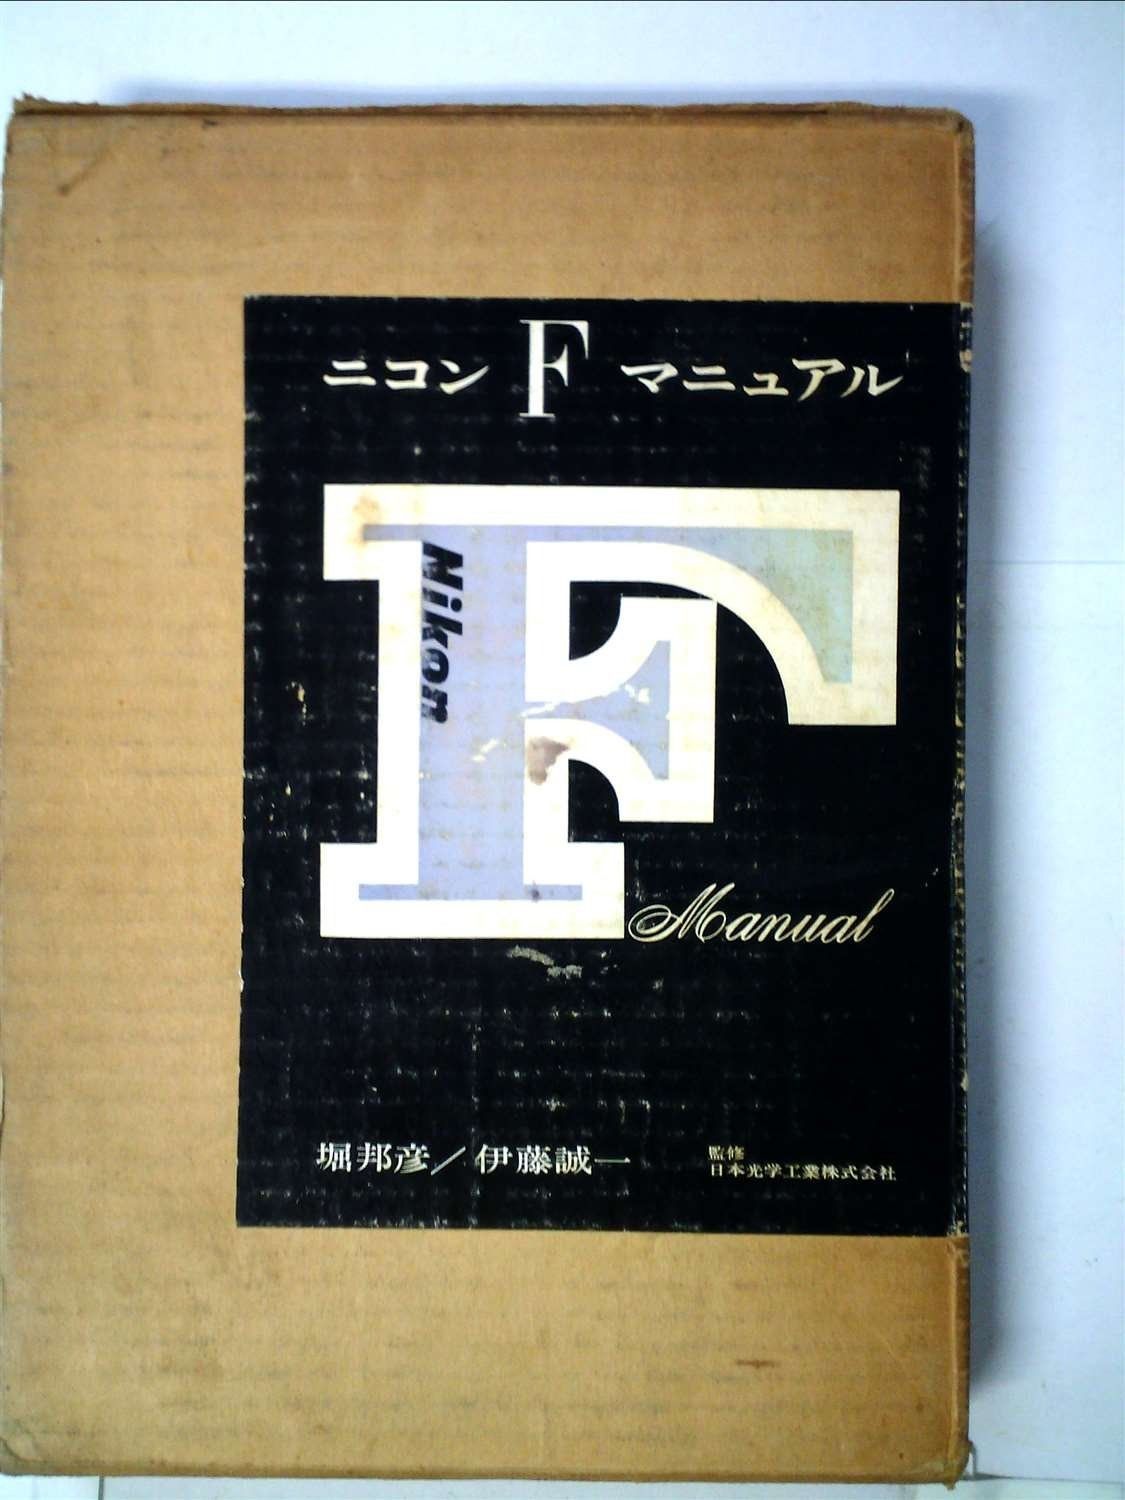 ニコン F マニュアル
Nikon
F
Manual
堀邦彦／伊藤誠一
監修
日本光学工業株式会社